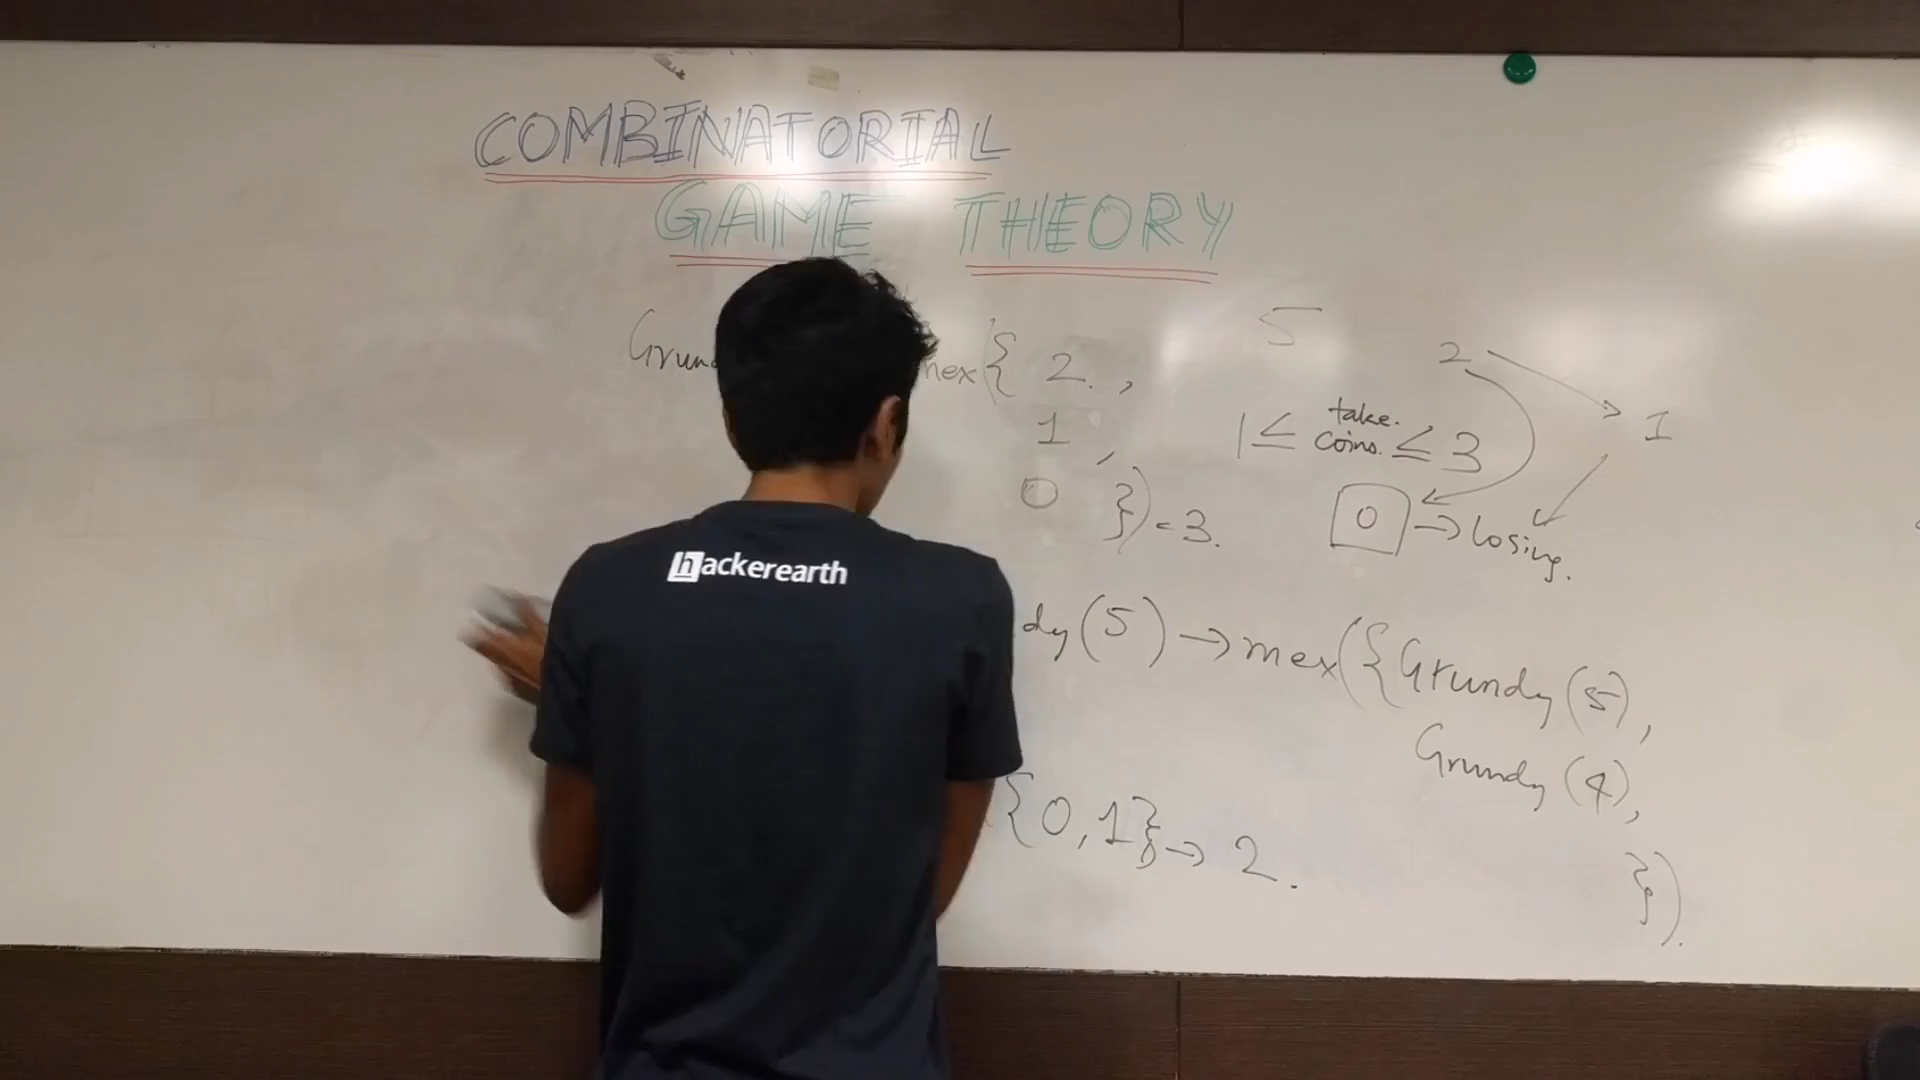 COMBINATORIAL
GAME THEORY
mex({ 2. ,
1 ,
0 }) = 3.
5
2
1
1 ≤ take coins. ≤ 3
0 → losing.
dy(5) → mex({Grundy(5),
Grundy(4),
})
{0,1}) → 2.
hackerearth